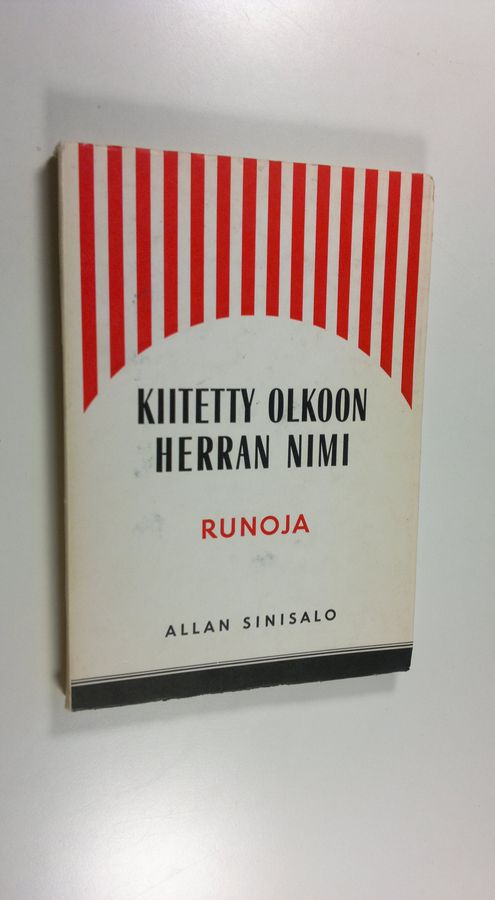 KIITETTY OLKOON
HERRAN NIMI
RUNOJA
ALLAN SINISALO